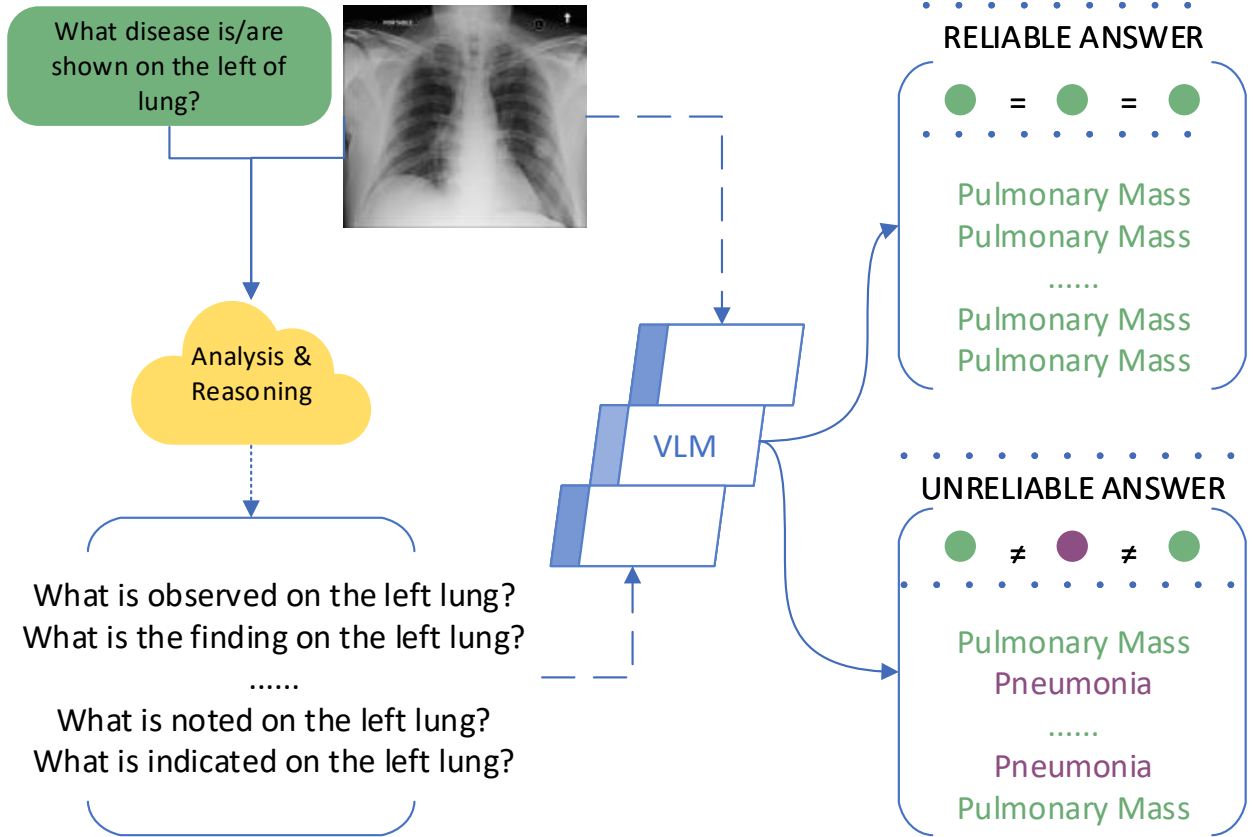 What disease is/are
shown on the left of
lung?
PORTABLE
Analysis &
Reasoning
What is observed on the left lung?
What is the finding on the left lung?
......
What is noted on the left lung?
What is indicated on the left lung?
VLM
RELIABLE ANSWER
= =
Pulmonary Mass
Pulmonary Mass
......
Pulmonary Mass
Pulmonary Mass
UNRELIABLE ANSWER
≠ ≠
Pulmonary Mass
Pneumonia
......
Pneumonia
Pulmonary Mass